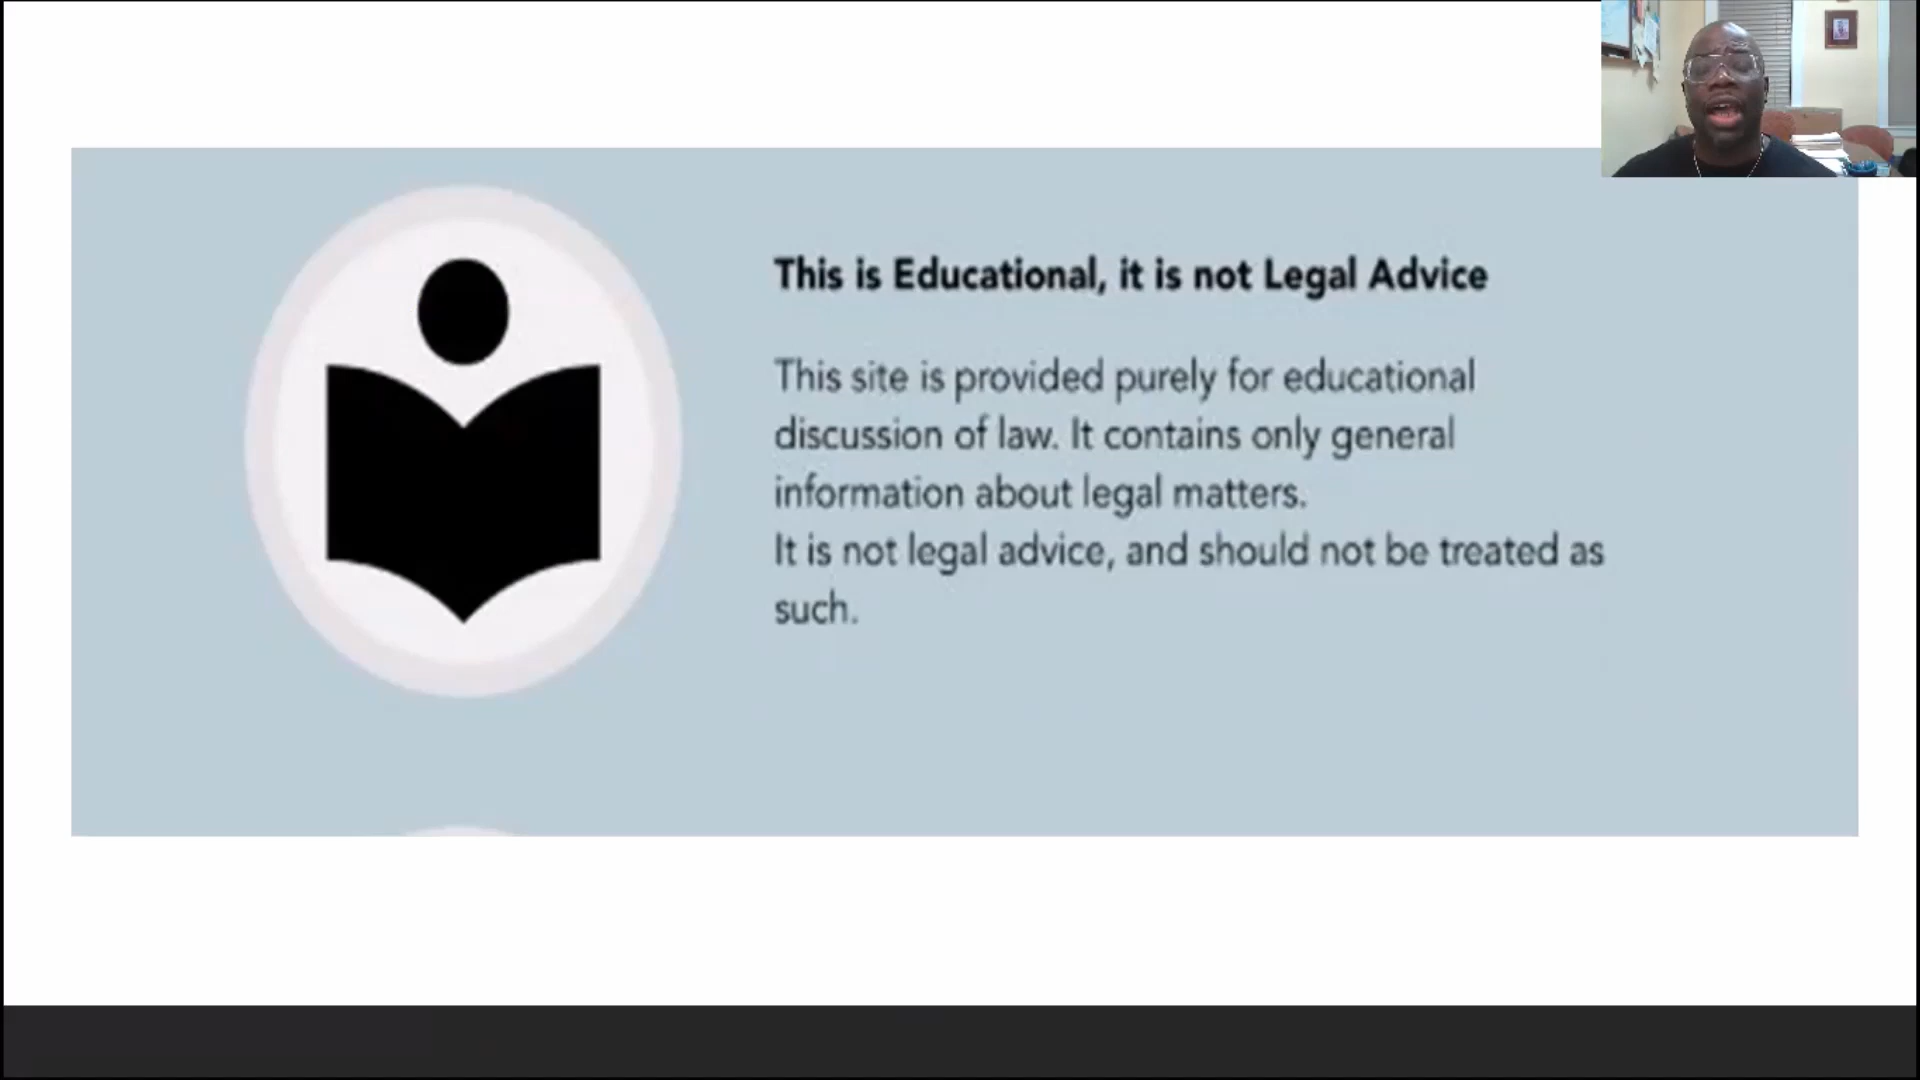 This is Educational, it is not Legal Advice
This site is provided purely for educational
discussion of law. It contains only general
information about legal matters.
It is not legal advice, and should not be treated as
such.